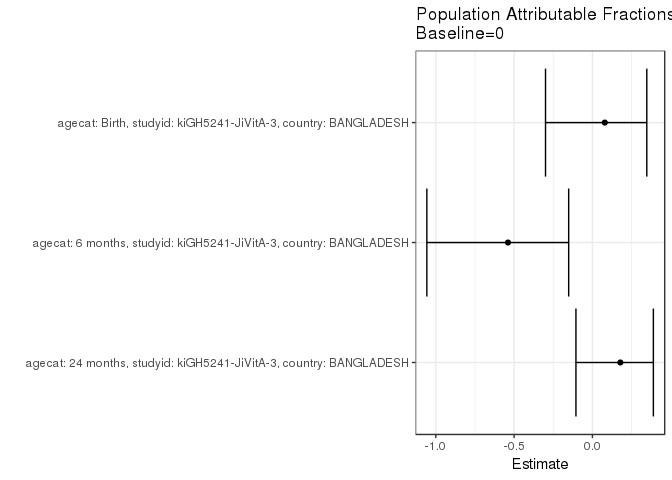 Population Attributable Fractions
Baseline=0
agecat: Birth, studyid: kiGH5241-JiVitA-3, country: BANGLADESH
agecat: 6 months, studyid: kiGH5241-JiVitA-3, country: BANGLADESH
agecat: 24 months, studyid: kiGH5241-JiVitA-3, country: BANGLADESH
-1.0 -0.5 0.0
Estimate